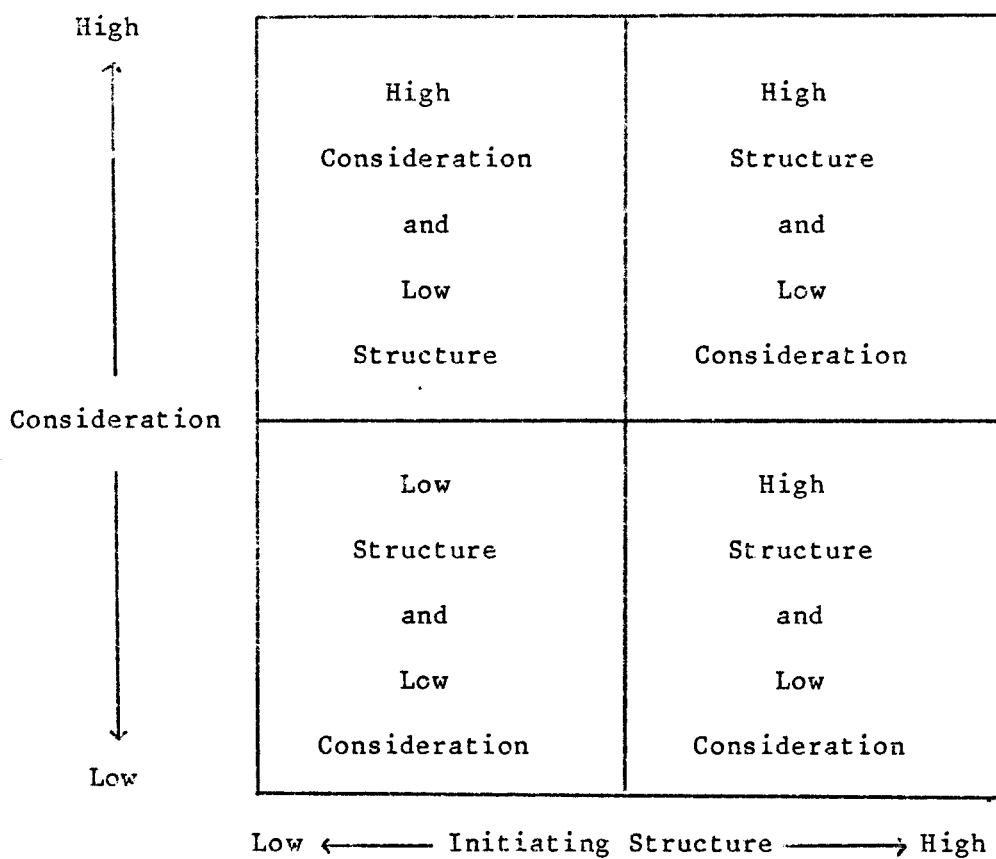 High
High
Consideration
and
Low
Structure
High
Structure
and
Low
Consideration
Consideration
Low
Structure
and
Low
Consideration
High
Structure
and
Low
Consideration
Low
Low Initiating Structure High